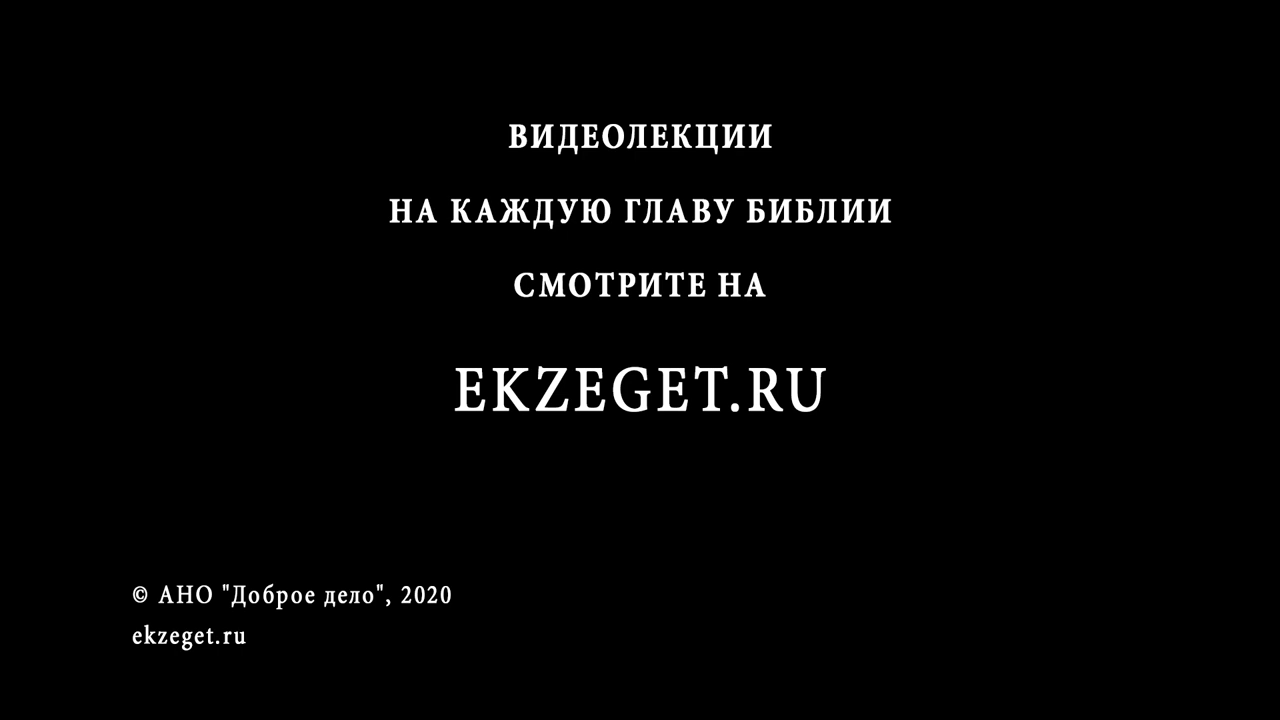 ВИДЕОЛЕКЦИИ
НА КАЖДУЮ ГЛАВУ БИБЛИИ
СМОТРИТЕ НА
EKZEGET.RU
© АНО "Доброе дело", 2020
ekzeget.ru